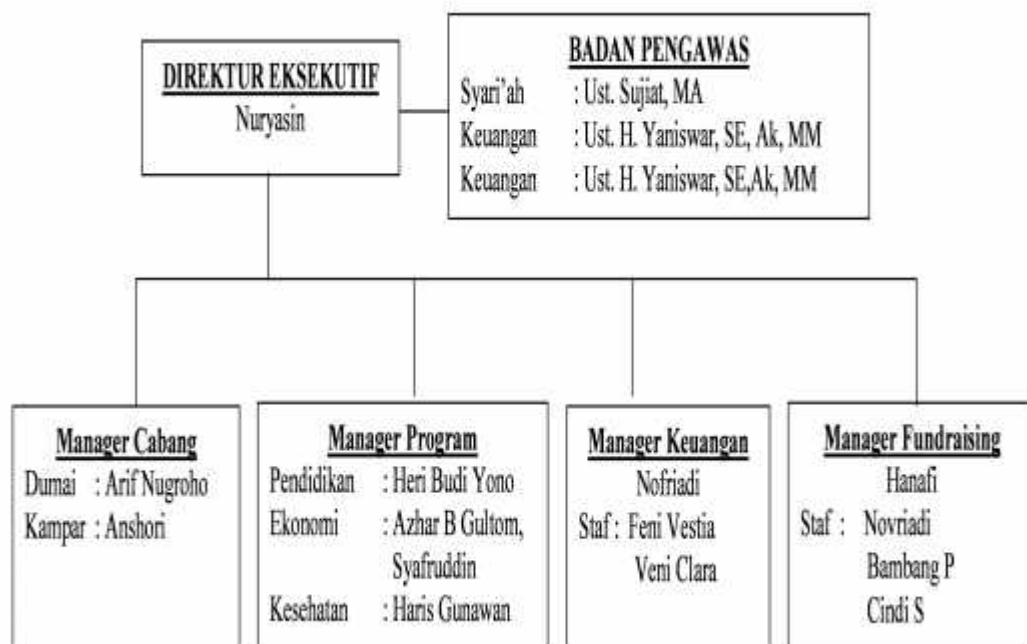 DIREKTUR EKSEKUTIF
Nuryasin
BADAN PENGAWAS
Syari'ah : Ust. Sujiat, MA
Keuangan : Ust. H. Yaniswar, SE, Ak, MM
Keuangan : Ust. H. Yaniswar, SE,Ak, MM
Manager Cabang
Dumai : Arif Nugroho
Kampar : Anshori
Manager Program
Pendidikan : Heri Budi Yono
Ekonomi : Azhar B Gultom,
Syafruddin
Kesehatan : Haris Gunawan
Manager Keuangan
Nofriadi
Staf : Feni Vestia
Veni Clara
Manager Fundraising
Hanafi
Staf : Novriadi
Bambang P
Cindi S